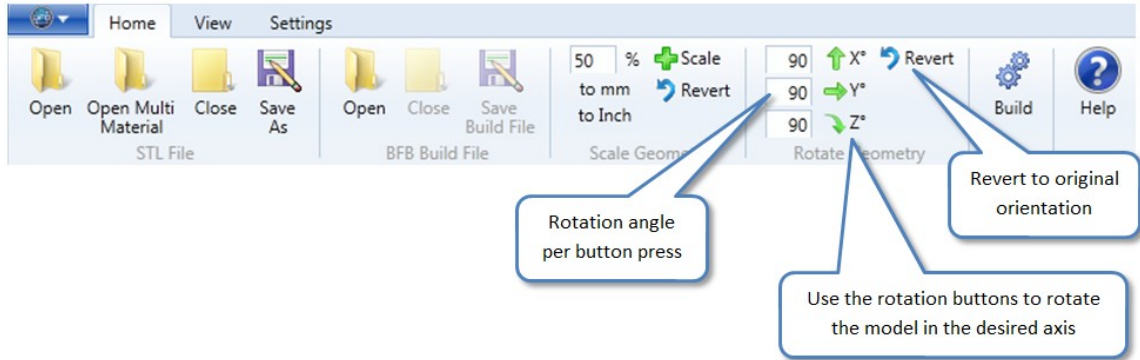 Home View Settings
50 % Scale 90 X° Revert
to mm Revert 90 Y°
Open Open Multi Material Close Save As Open Close Save Build File to Inch 90 Z° Build Help
STL File BFB Build File Scale Geom Rotate eometry
Rotation angle
per button press
Revert to original
orientation
Use the rotation buttons to rotate
the model in the desired axis